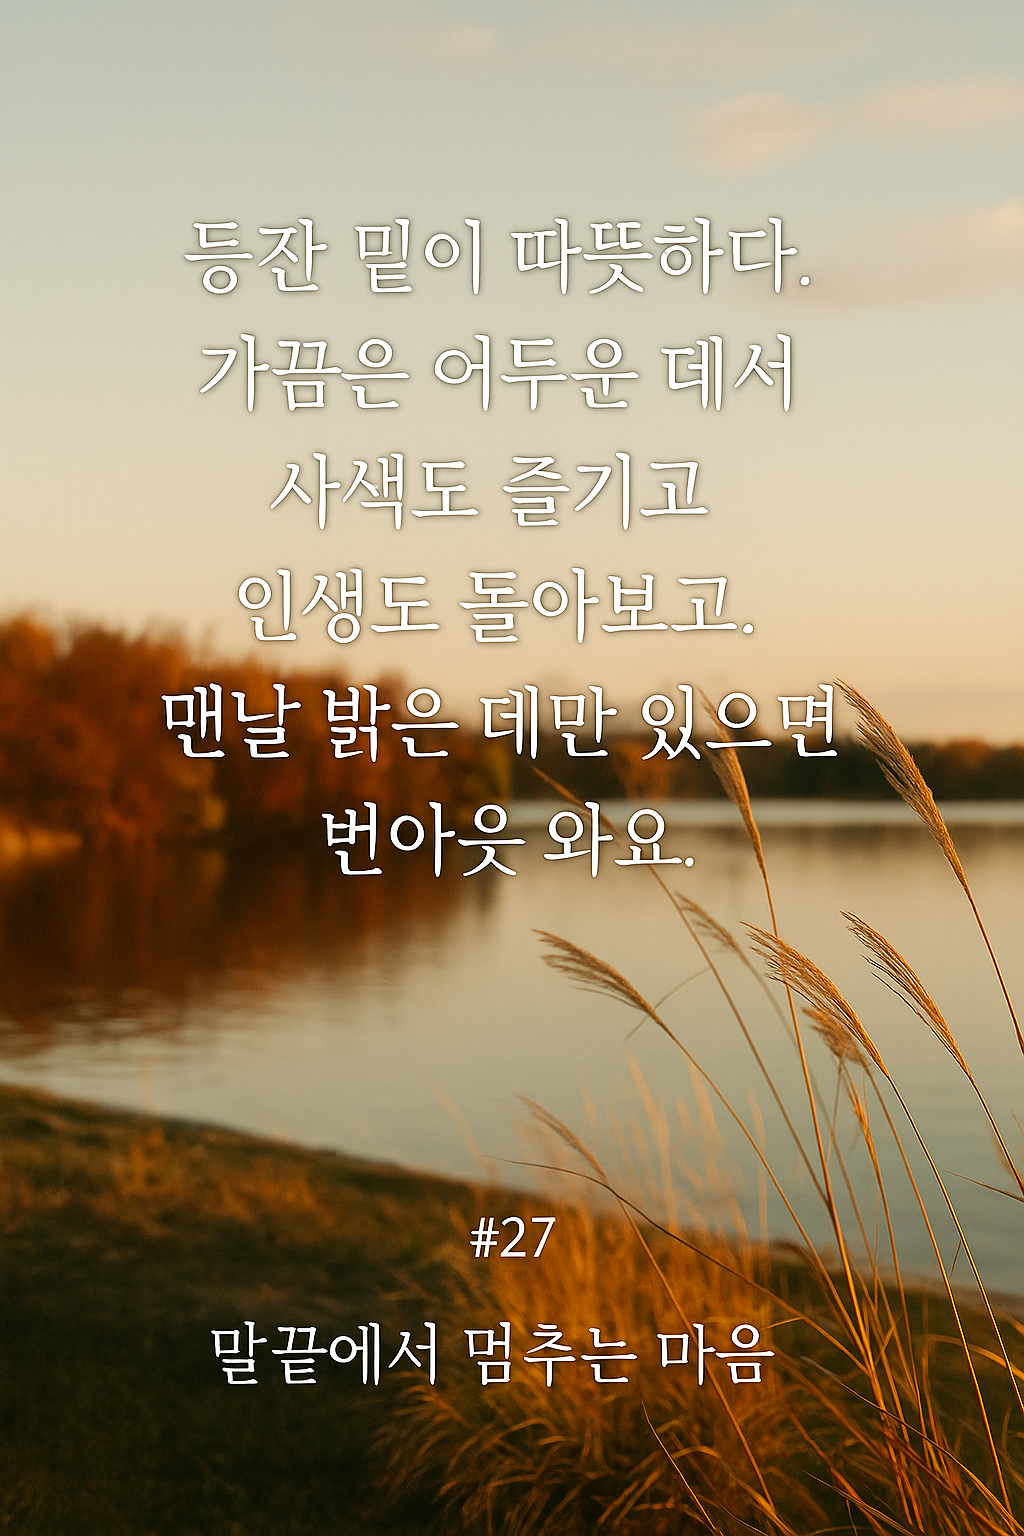 등잔 밑이 따뜻하다.
가끔은 어두운 데서
사색도 즐기고
인생도 돌아보고.
맨날 밝은 데만 있으면
번아웃 와요.
#27
말끝에서 멈추는 마음